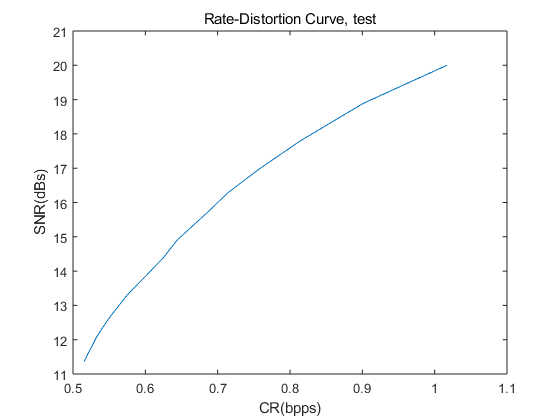 Rate-Distortion Curve, test
21
20
19
18
17
16
15
14
13
12
11
SNR(dBs)
0.5 0.6 0.7 0.8 0.9 1 1.1
CR(bpps)